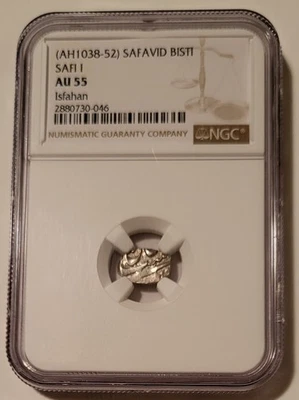 (AH1038-52) SAFAVID BISTI
SAFI I
AU 55
Isfahan
2880730-046
NUMISMATIC GUARANTY COMPANY NGC